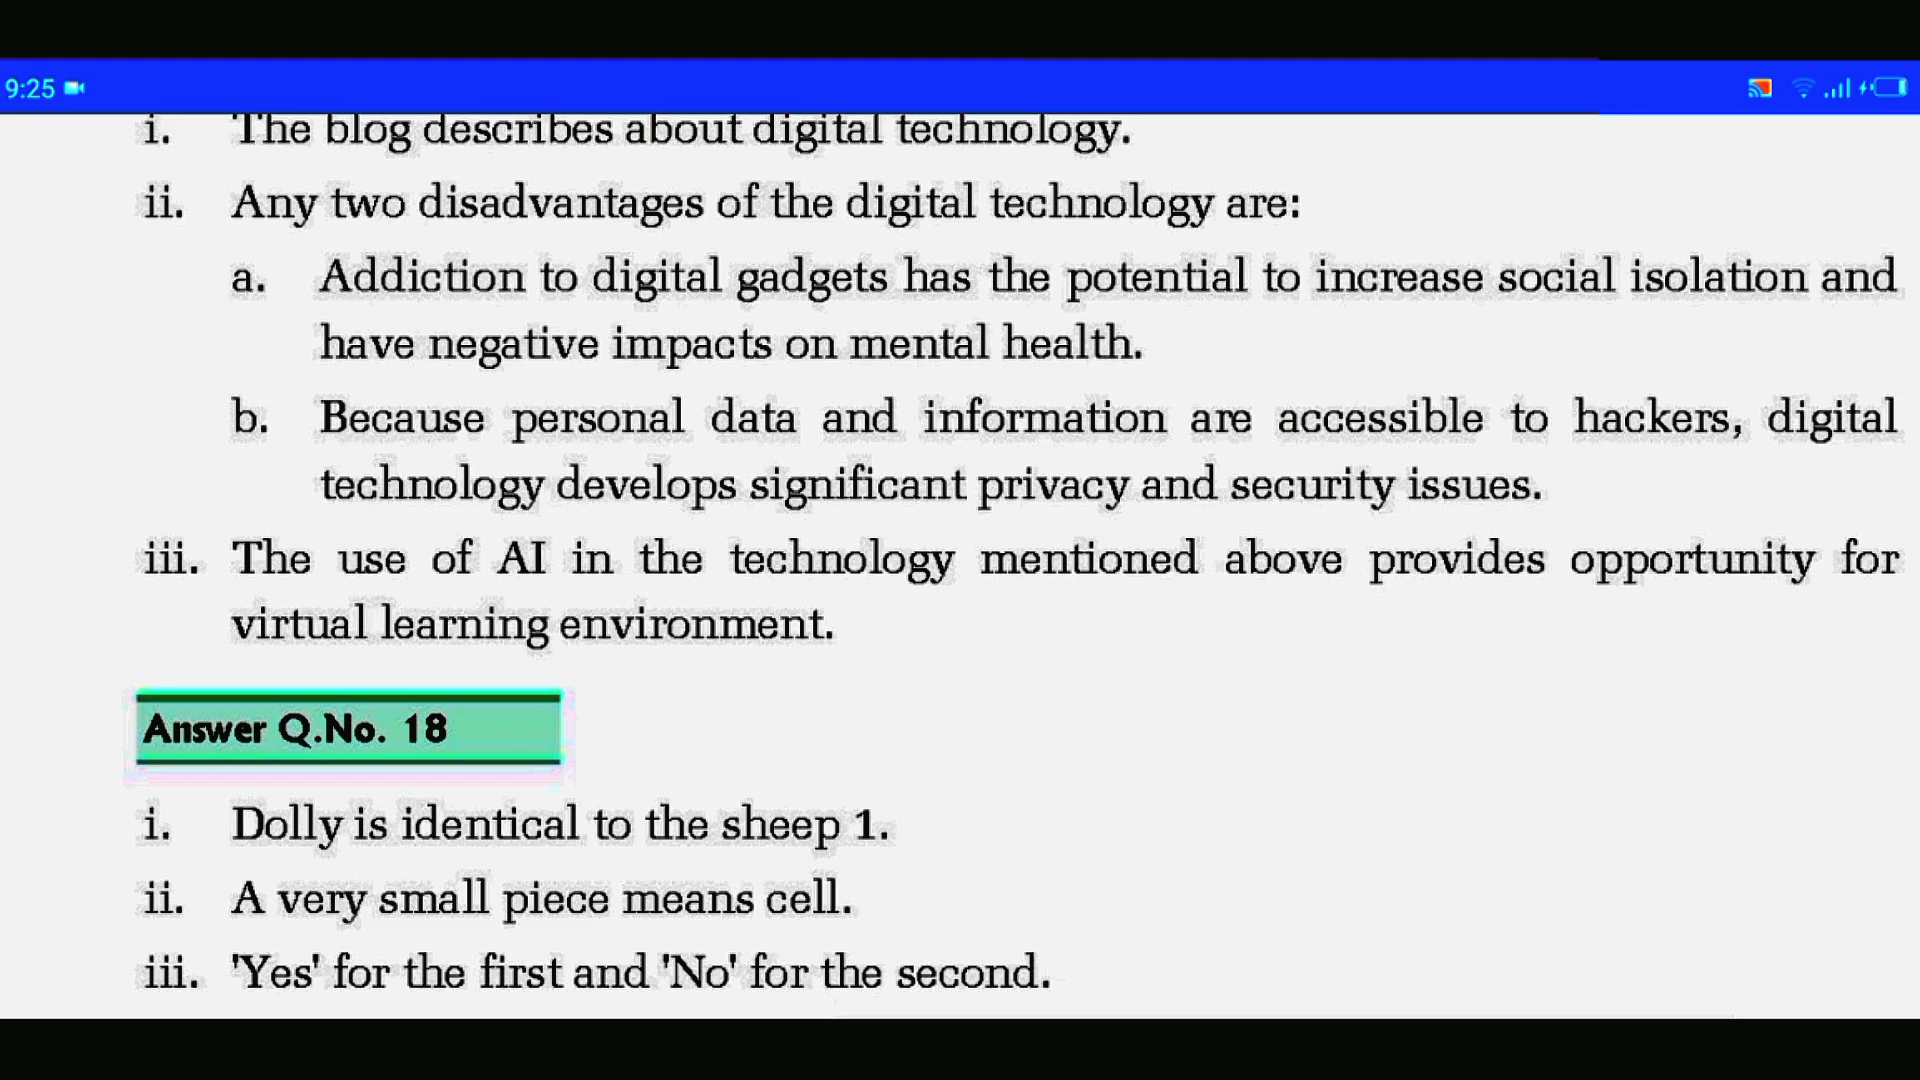 9:25
i. The blog describes about digital technology.
ii. Any two disadvantages of the digital technology are:
a. Addiction to digital gadgets has the potential to increase social isolation and
have negative impacts on mental health.
b. Because personal data and information are accessible to hackers, digital
technology develops significant privacy and security issues.
iii. The use of AI in the technology mentioned above provides opportunity for
virtual learning environment.
Answer Q.No. 18
i. Dolly is identical to the sheep 1.
ii. A very small piece means cell.
iii. 'Yes' for the first and 'No' for the second.